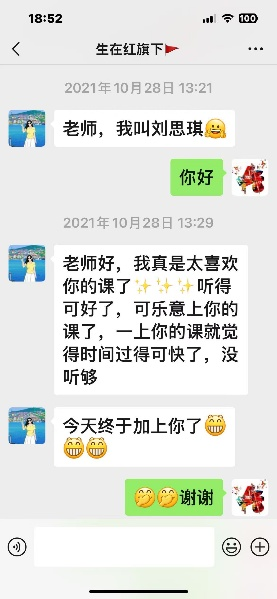 18:52
100
生在红旗下🚩
2021年10月28日 13:21
老师，我叫刘思琪🤗
你好
2021年10月28日 13:29
老师好，我真是太喜欢
你的课了✨✨✨听得
可好了，可乐意上你的
课了，一上你的课就觉
得时间过得可快了，没
听够
今天终于加上你了😁
😁😁
🤣🤣谢谢